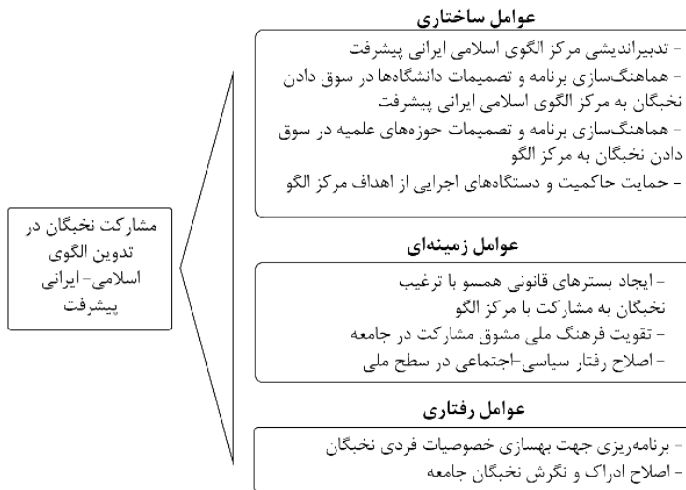 عوامل ساختاری
- تدبیراندیشی مرکز الگوی اسلامی ایرانی پیشرفت
- هماهنگ‌سازی برنامه و تصمیمات دانشگاه‌ها در سوق دادن
نخبگان به مرکز الگوی اسلامی ایرانی پیشرفت
- هماهنگ‌سازی برنامه و تصمیمات حوزه‌های علمیه در سوق
دادن نخبگان به مرکز الگو
- حمایت حاکمیت و دستگاه‌های اجرایی از اهداف مرکز الگو
مشارکت نخبگان در
تدوین الگوی
اسلامی- ایرانی
پیشرفت
عوامل زمینه‌ای
- ایجاد بسترهای قانونی همسو با ترغیب
نخبگان به مشارکت با مرکز الگو
- تقویت فرهنگ ملی مشوق مشارکت در جامعه
- اصلاح رفتار سیاسی-اجتماعی در سطح ملی
عوامل رفتاری
- برنامه‌ریزی جهت بهسازی خصوصیات فردی نخبگان
- اصلاح ادراک و نگرش نخبگان جامعه